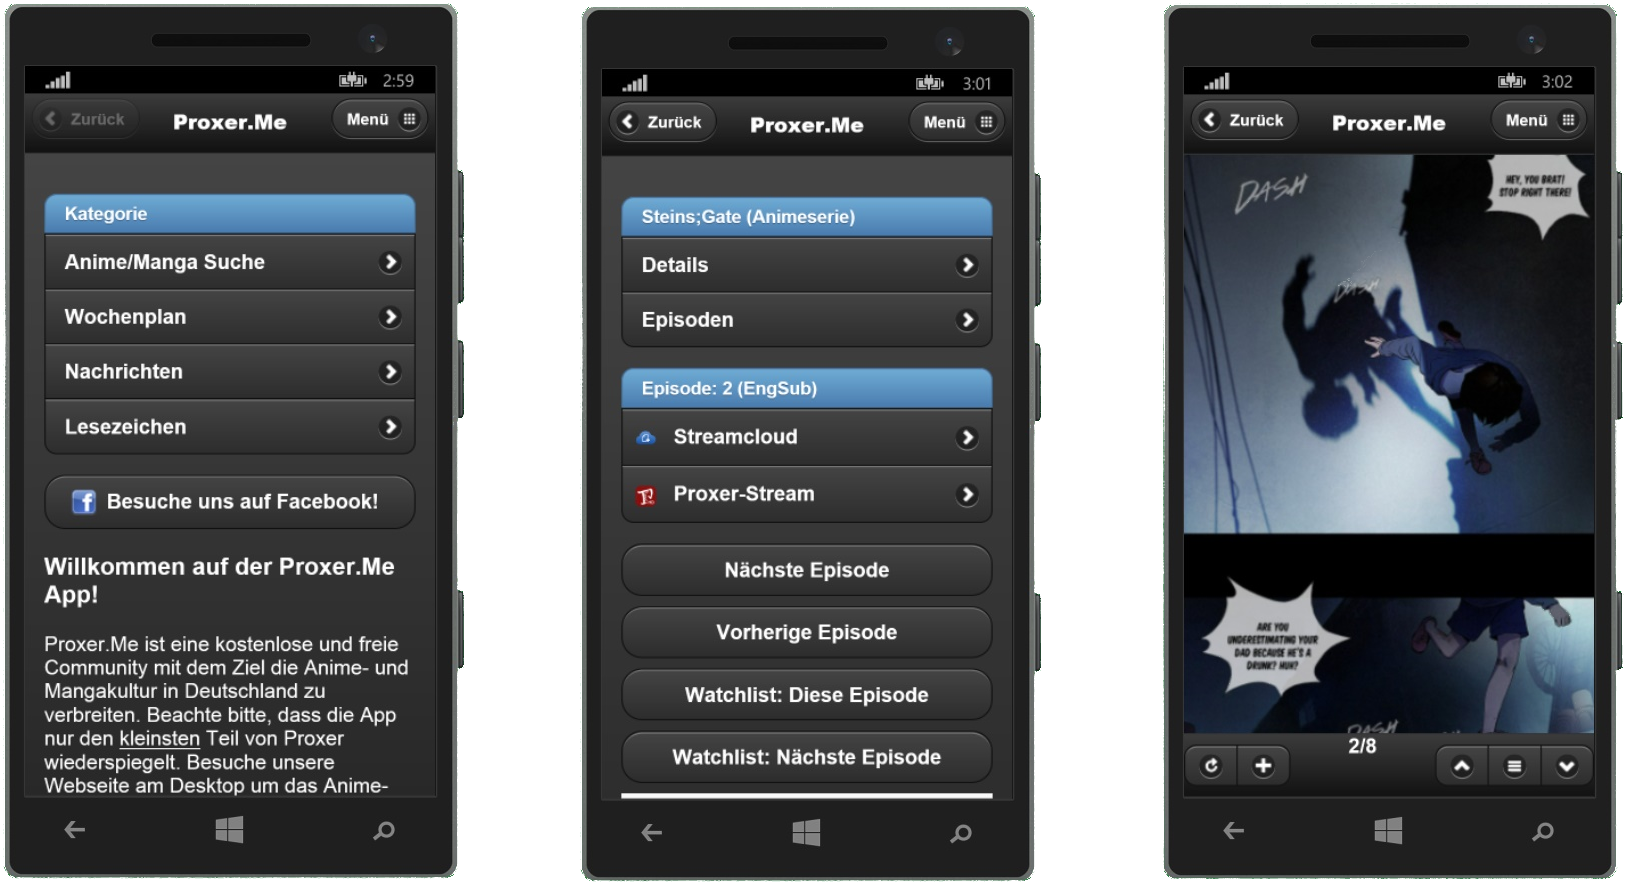 2:59
Zurück
Proxer.Me
Menü
Kategorie
Anime/Manga Suche
Wochenplan
Nachrichten
Lesezeichen
Besuche uns auf Facebook!
Willkommen auf der Proxer.Me
App!
Proxer.Me ist eine kostenlose und freie
Community mit dem Ziel die Anime- und
Mangakultur in Deutschland zu
verbreiten. Beachte bitte, dass die App
nur den kleinsten Teil von Proxer
wiederspiegelt. Besuche unsere
Webseite am Desktop um das Anime-
3:01
Zurück
Proxer.Me
Menü
Steins;Gate (Animeserie)
Details
Episoden
Episode: 2 (EngSub)
Streamcloud
Proxer-Stream
Nächste Episode
Vorherige Episode
Watchlist: Diese Episode
Watchlist: Nächste Episode
3:02
Zurück
Proxer.Me
Menü
DASH
HEY, YOU BRAT!
STOP RIGHT THERE!
DASH
ARE YOU
UNDERESTIMATING YOUR
DAD BECAUSE HE'S A
DRUNK? HUH?
DASH
2/8